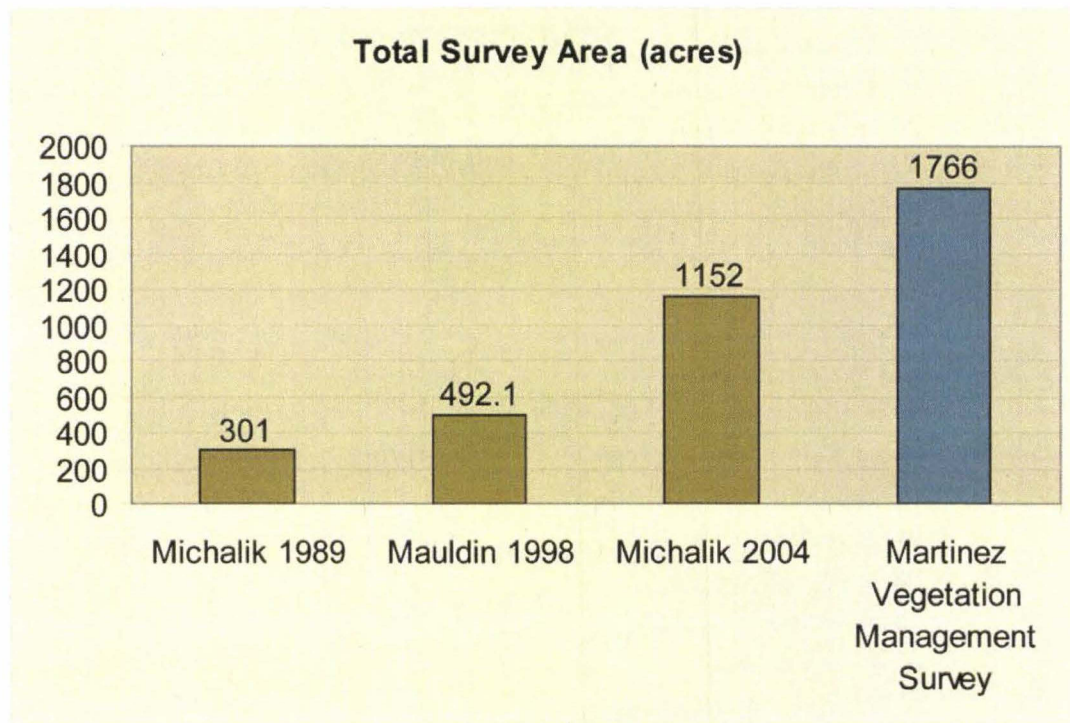 Total Survey Area (acres)
2000
1800
1600
1400
1200
1000
800
600
400
200
0
301
492.1
1152
1766
Michalik 1989
Mauldin 1998
Michalik 2004
Martinez
Vegetation
Management
Survey